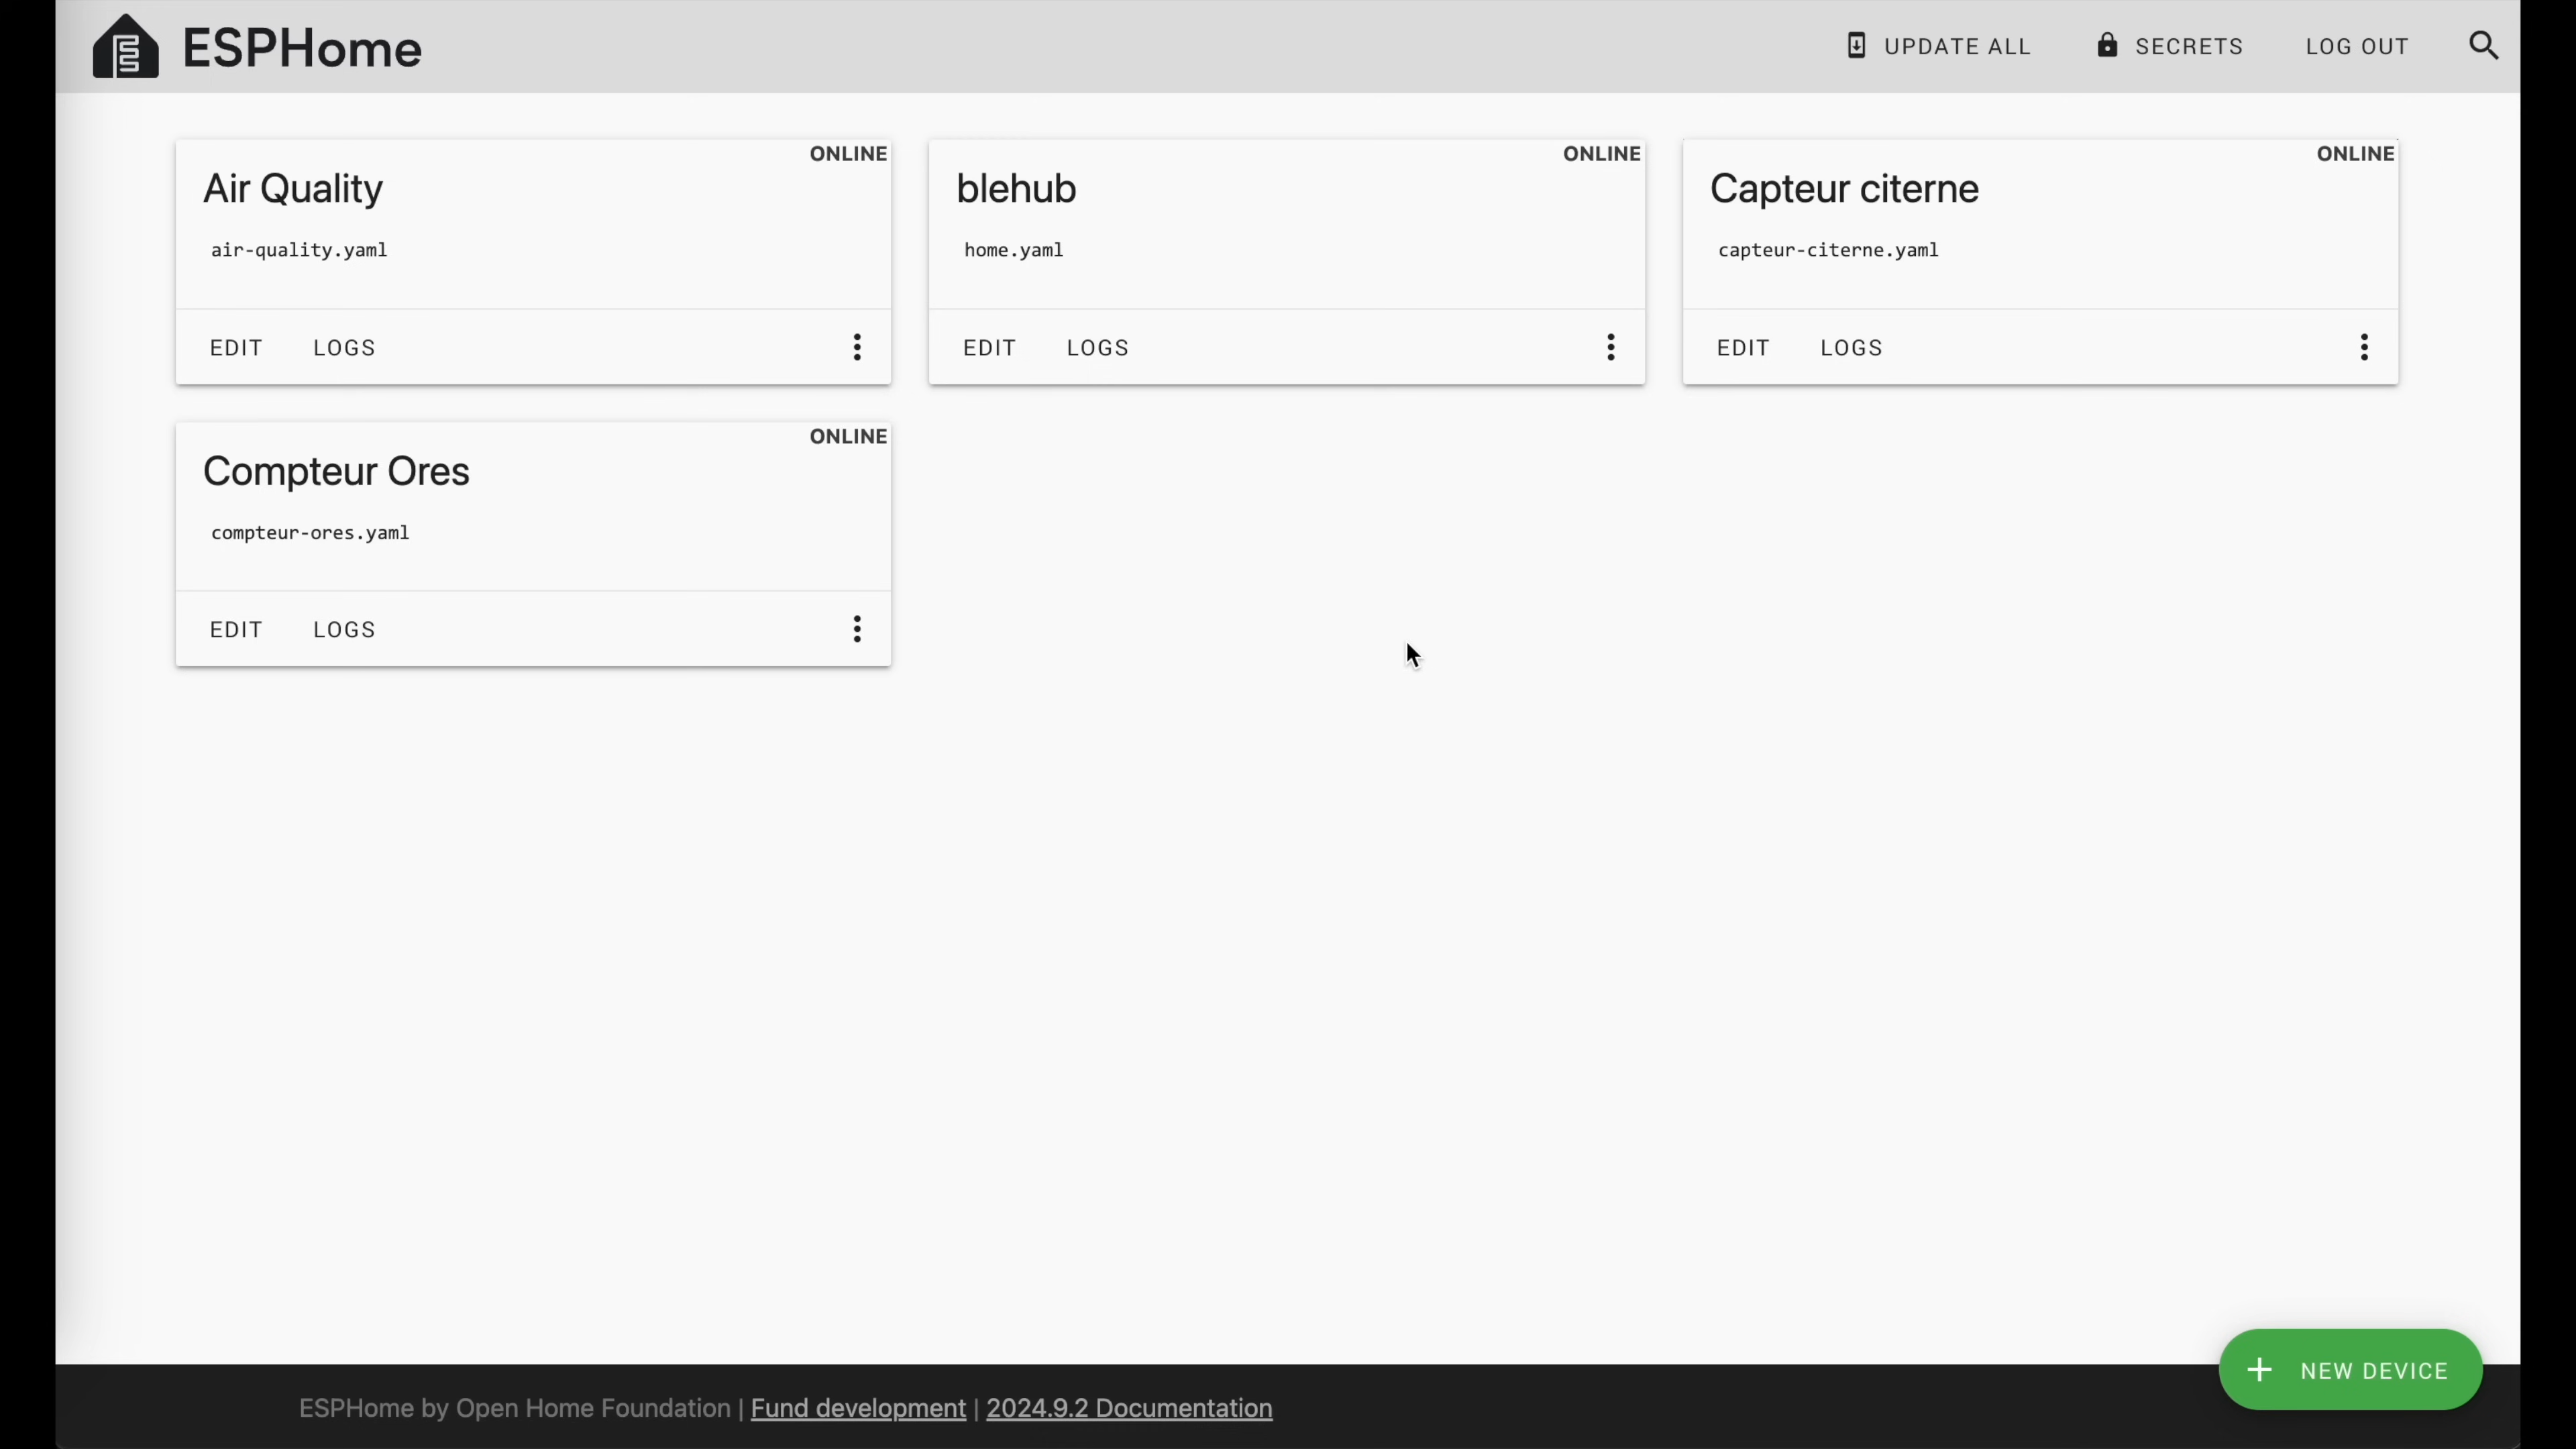 ESPHome
UPDATE ALL
SECRETS
LOG OUT
ONLINE
Air Quality
air-quality.yaml
EDIT LOGS
ONLINE
blehub
home.yaml
EDIT LOGS
ONLINE
Capteur citerne
capteur-citerne.yaml
EDIT LOGS
ONLINE
Compteur Ores
compteur-ores.yaml
EDIT LOGS
NEW DEVICE
ESPHome by Open Home Foundation | Fund development | 2024.9.2 Documentation